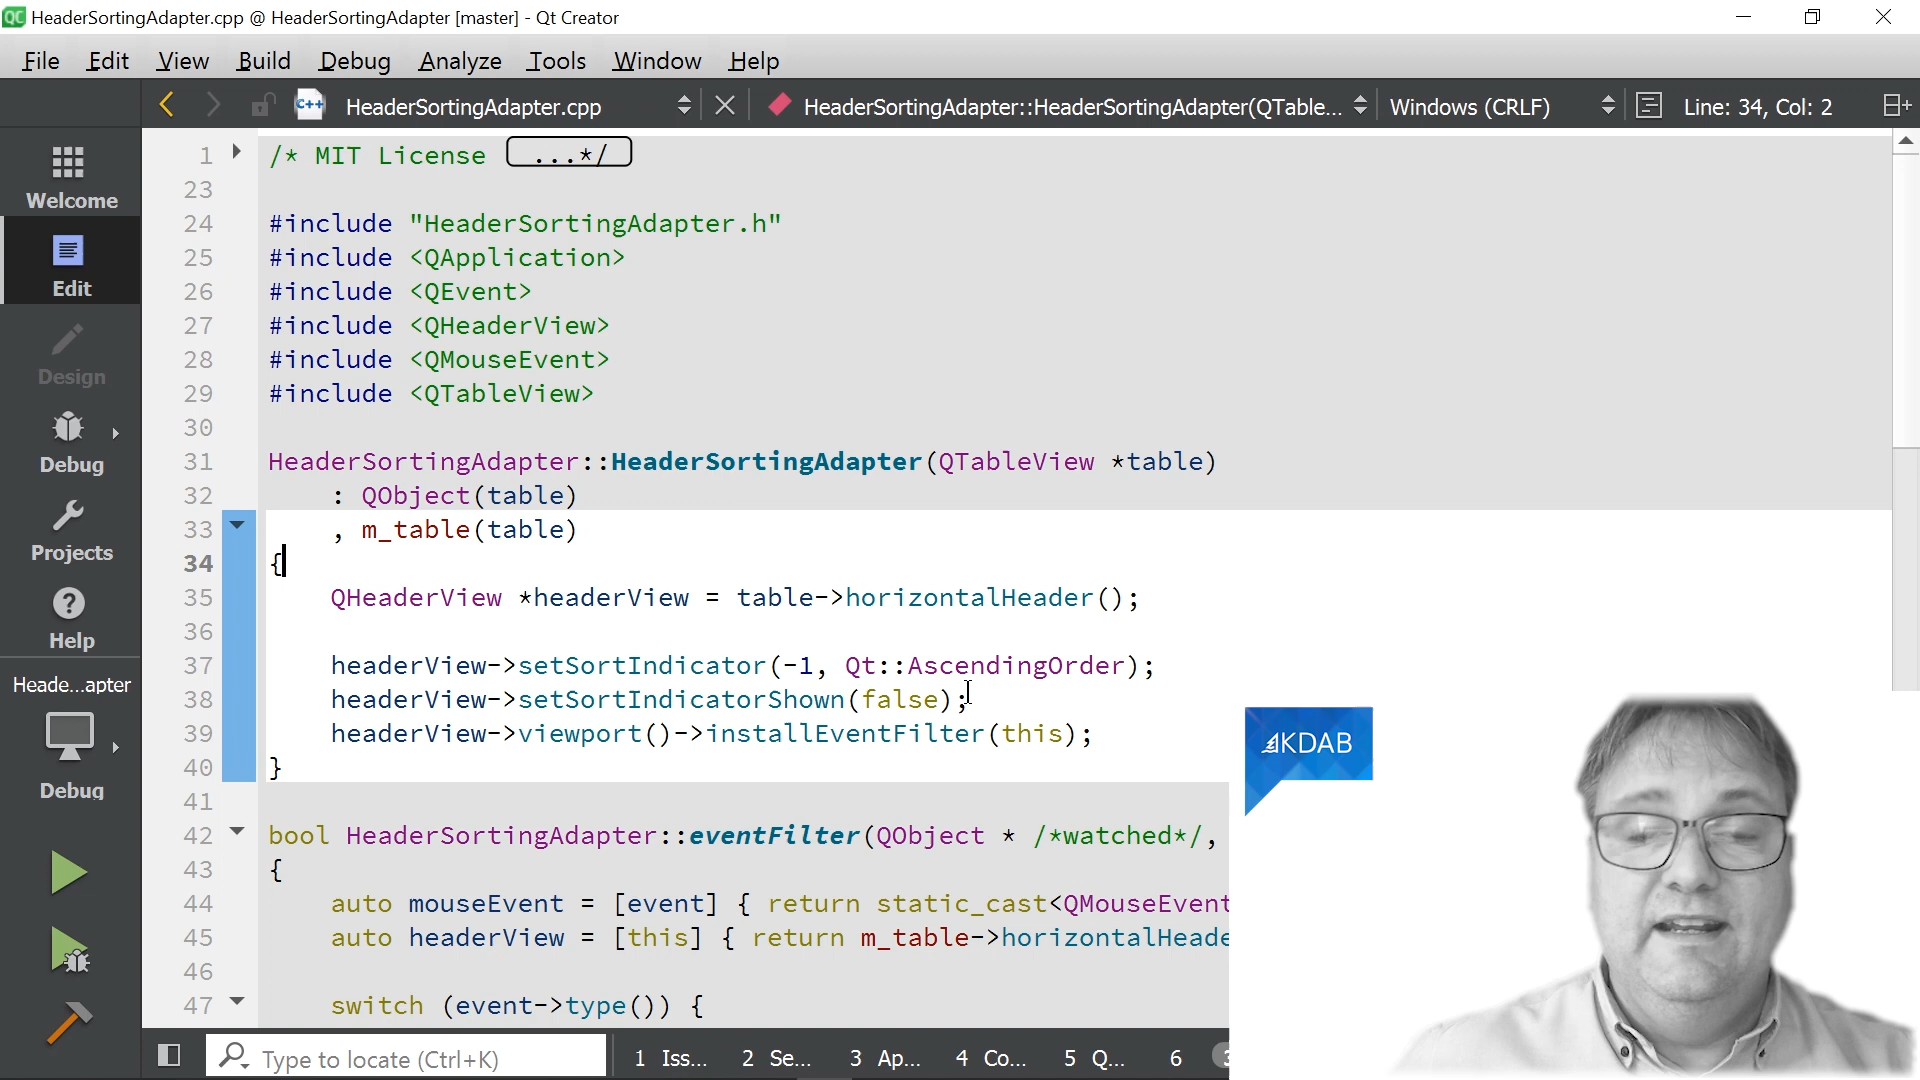 HeaderSortingAdapter.cpp @ HeaderSortingAdapter [master] - Qt Creator
File Edit View Build Debug Analyze Tools Window Help
HeaderSortingAdapter.cpp HeaderSortingAdapter::HeaderSortingAdapter(QTable... Windows (CRLF) Line: 34, Col: 2
Welcome
Edit
Design
Debug
Projects
Help
Heade...apter
Debug
1 /* MIT License ...*/
23
24 #include "HeaderSortingAdapter.h"
25 #include <QApplication>
26 #include <QEvent>
27 #include <QHeaderView>
28 #include <QMouseEvent>
29 #include <QTableView>
30
31 HeaderSortingAdapter::HeaderSortingAdapter(QTableView *table)
32 : QObject(table)
33 , m_table(table)
34 {
35 QHeaderView *headerView = table->horizontalHeader();
36
37 headerView->setSortIndicator(-1, Qt::AscendingOrder);
38 headerView->setSortIndicatorShown(false);
39 headerView->viewport()->installEventFilter(this);
40 }
41
42 bool HeaderSortingAdapter::eventFilter(QObject * /*watched*/,
43 {
44 auto mouseEvent = [event] { return static_cast<QMouseEvent
45 auto headerView = [this] { return m_table->horizontalHeade
46
47 switch (event->type()) {
KDAB
Type to locate (Ctrl+K) 1 Iss... 2 Se... 3 Ap... 4 Co... 5 Q... 6